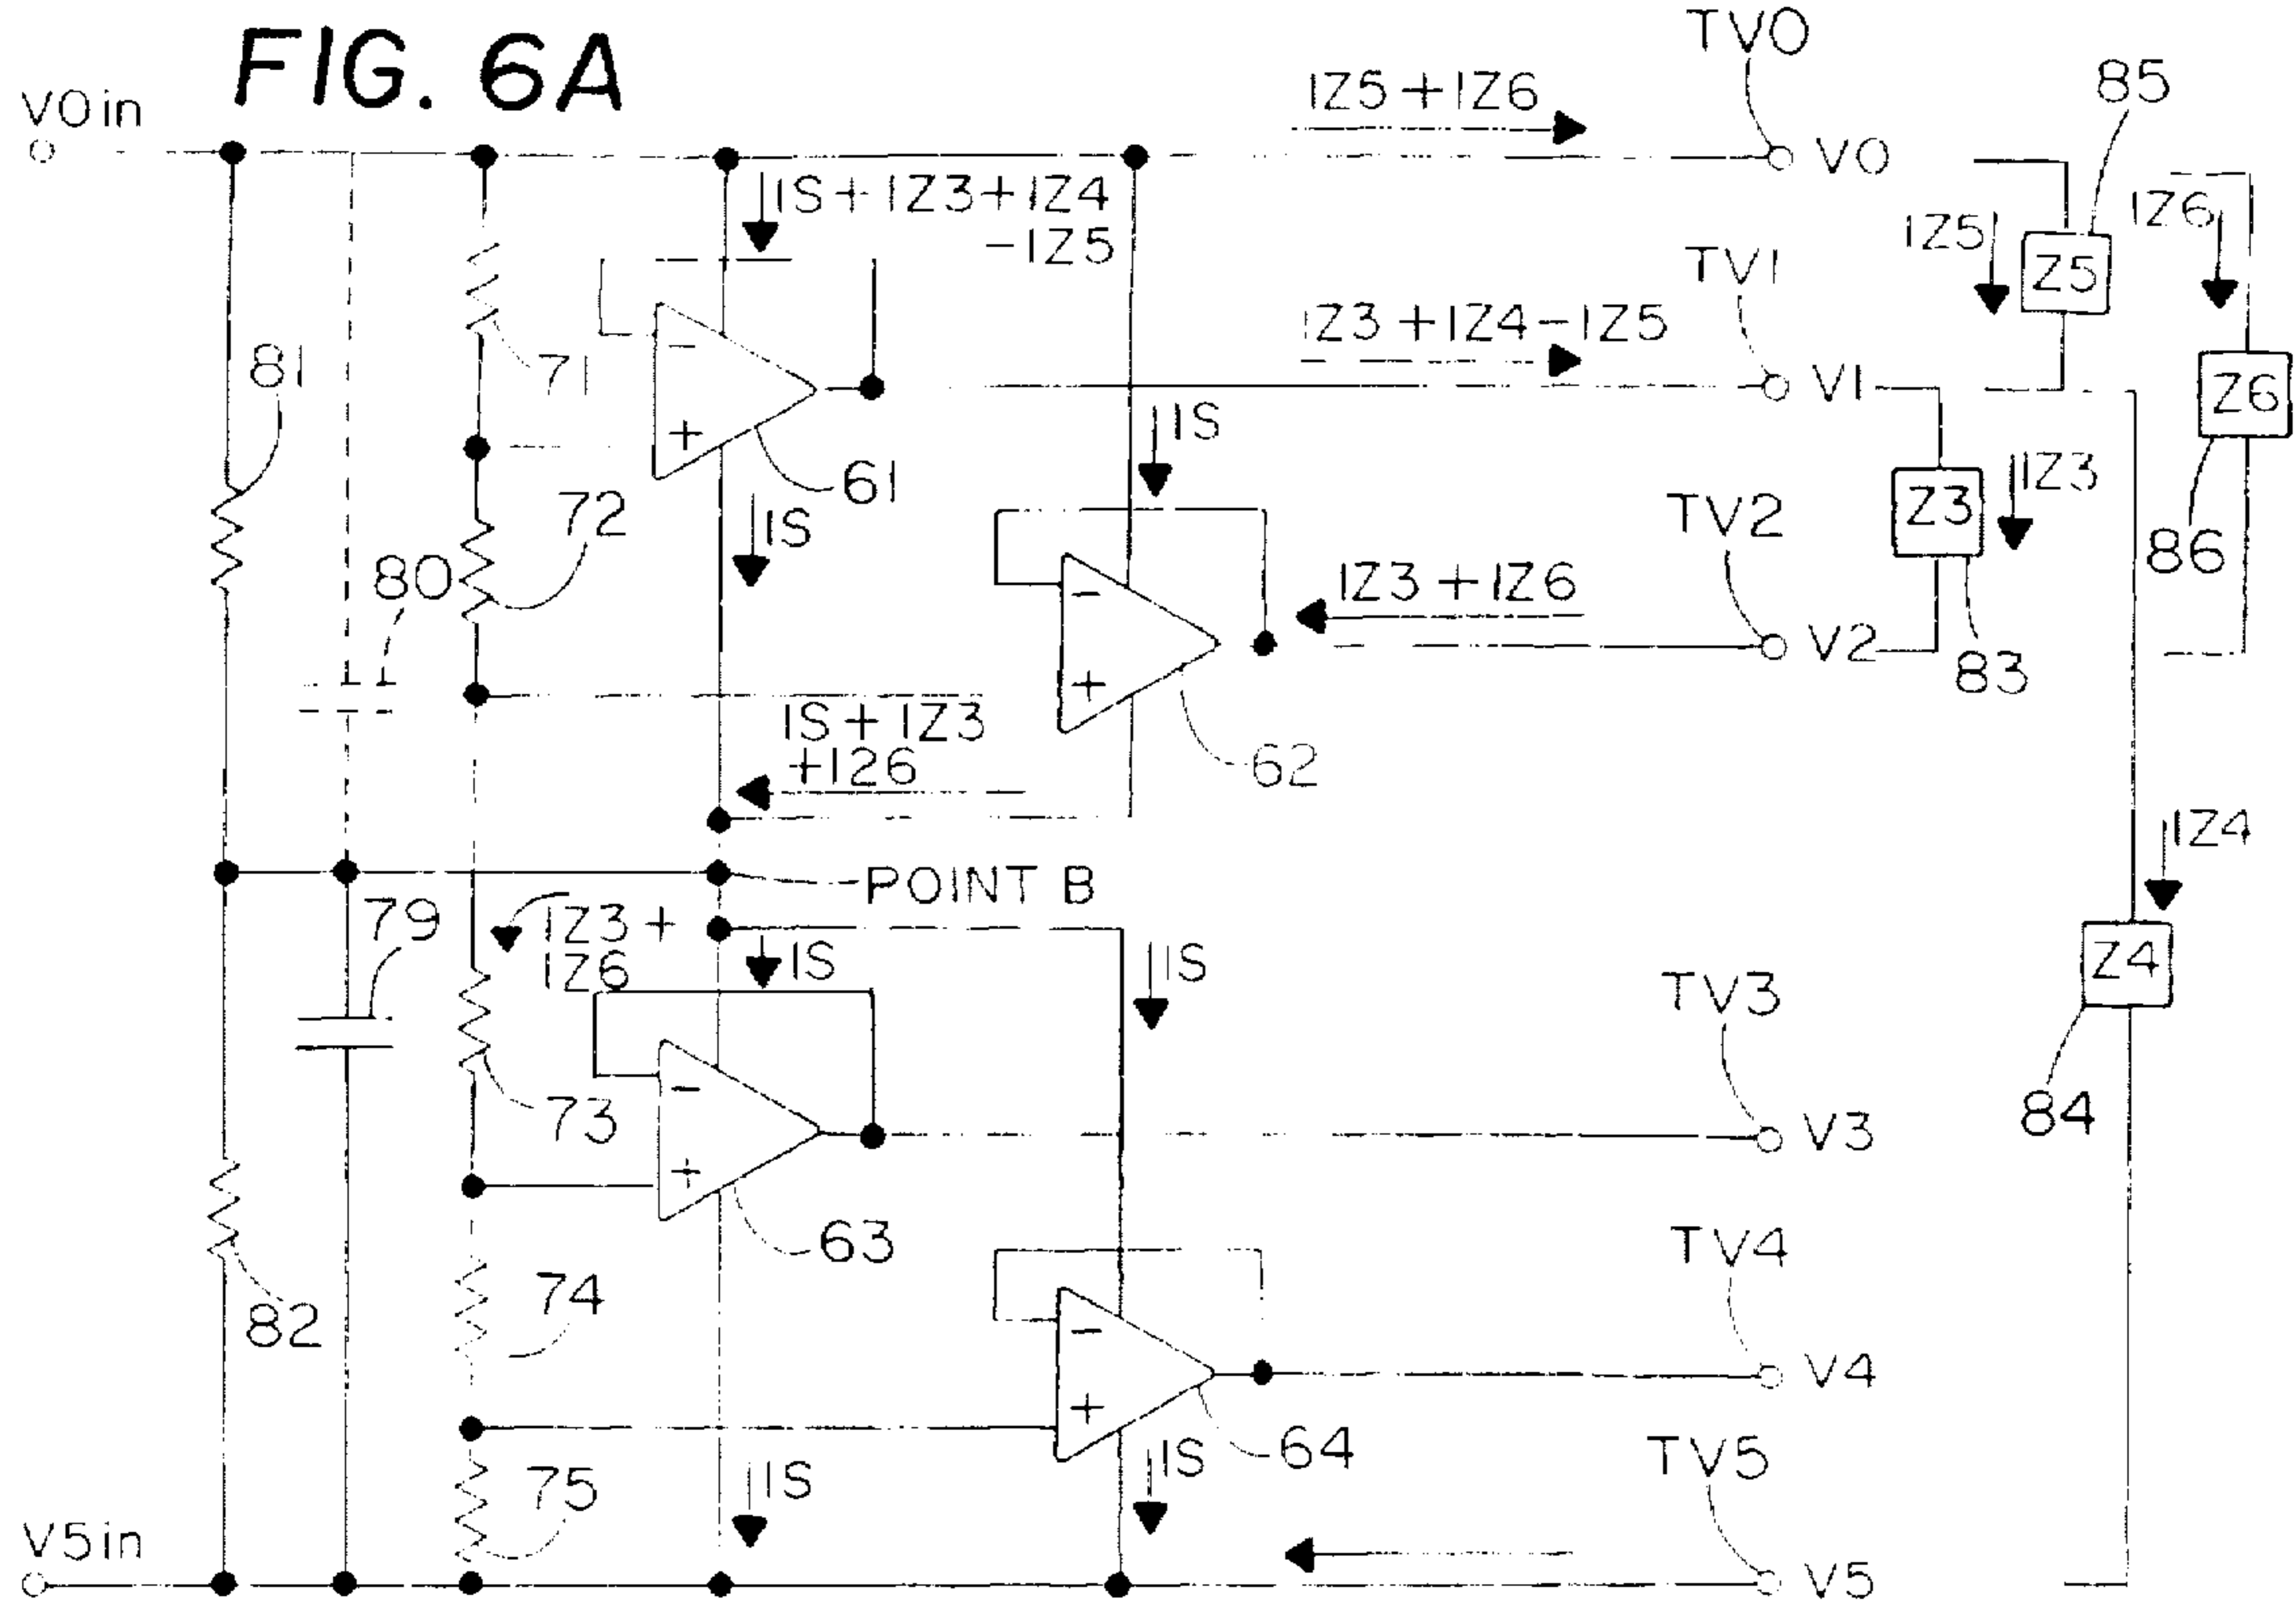 FIG. 6A
V0in
IZ5+IZ6
TV0
V0
85
IS+IZ3+IZ4
-IZ5
IZ5
Z5
IZ6
TV1
IZ3+IZ4-IZ5
V1
Z6
81
71
-
+
61
IS
IS
72
80
TV2
Z3
IZ3
86
IZ3+IZ6
V2
83
-
+
62
IS+IZ3
+126
IZ4
POINT B
79
IZ3+
IZ6
IS
IS
TV3
Z4
84
-
+
73
V3
63
82
74
TV4
-
+
V4
64
75
IS
IS
TV5
V5in
V5